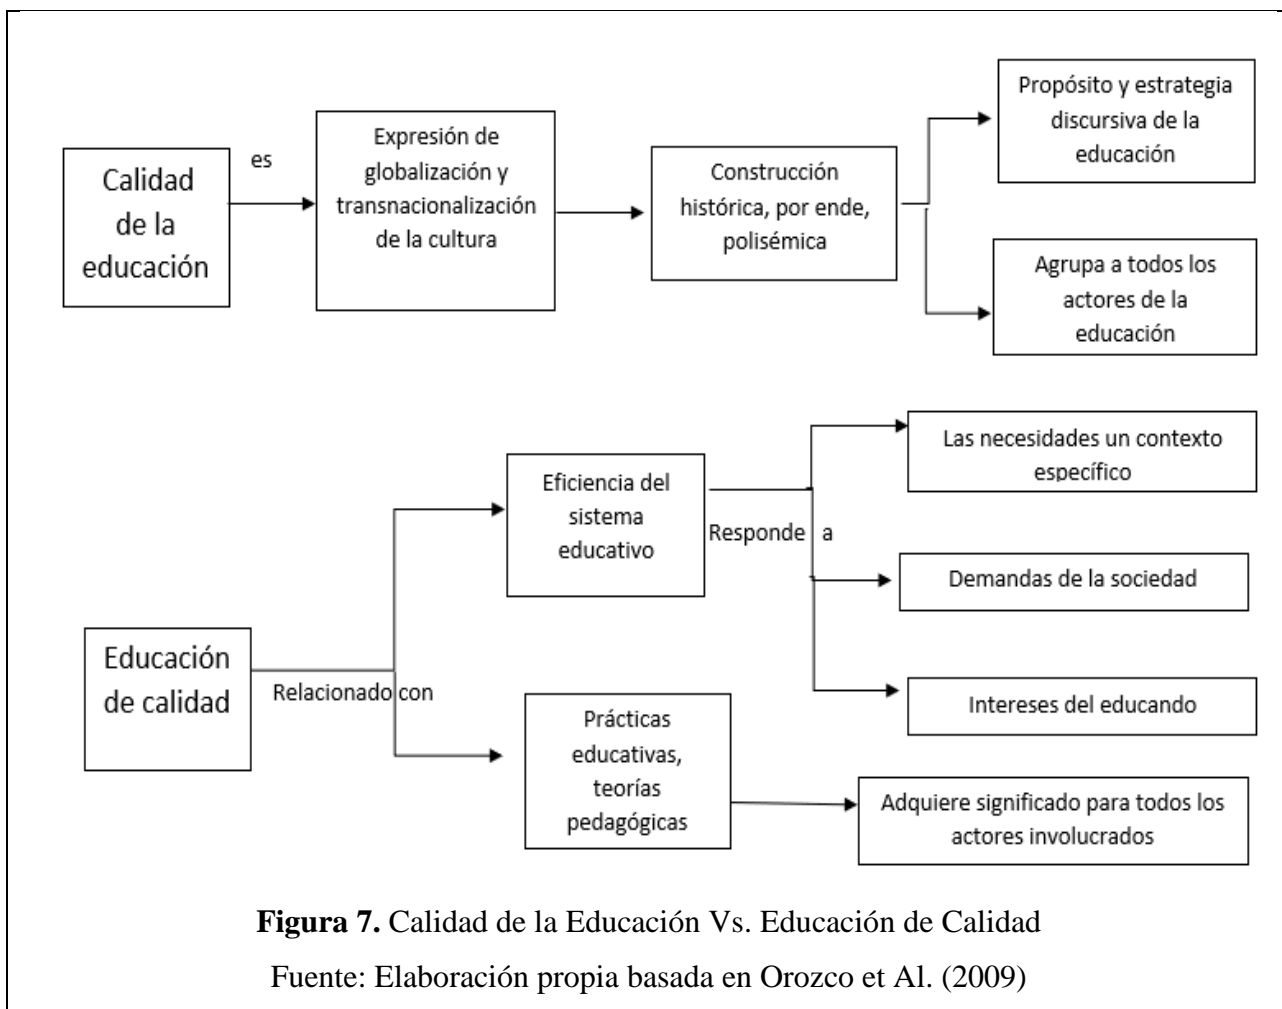 Calidad
de la
educación
es
Expresión de
globalización y
transnacionalización
de la cultura
Construcción
histórica, por ende,
polisémica
Propósito y estrategia
discursiva de la
educación
Agrupa a todos los
actores de la
educación
Educación
de calidad
Relacionado con
Eficiencia del
sistema
educativo
Responde a
Las necesidades un contexto
específico
Demandas de la sociedad
Intereses del educando
Prácticas
educativas,
teorías
pedagógicas
Adquiere significado para todos los
actores involucrados
Figura 7. Calidad de la Educación Vs. Educación de Calidad
Fuente: Elaboración propia basada en Orozco et Al. (2009)